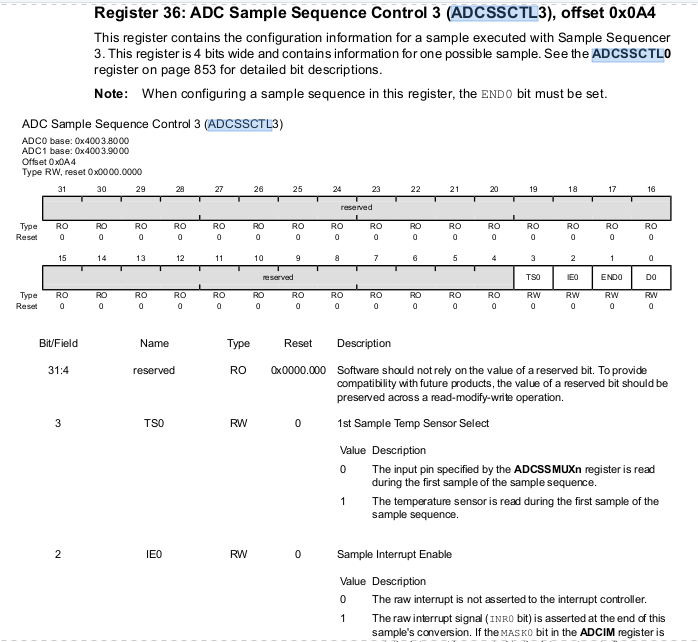 Register 36: ADC Sample Sequence Control 3 (ADCSSCTL3), offset 0x0A4
This register contains the configuration information for a sample executed with Sample Sequencer
3. This register is 4 bits wide and contains information for one possible sample. See the ADCSSCTL0
register on page 853 for detailed bit descriptions.
Note: When configuring a sample sequence in this register, the END0 bit must be set.
ADC Sample Sequence Control 3 (ADCSSCTL3)
ADC0 base: 0x4003.8000
ADC1 base: 0x4003.9000
Offset 0x0A4
Type RW, reset 0x0000.0000
31 30 29 28 27 26 25 24 23 22 21 20 19 18 17 16
reserved
Type RO RO RO RO RO RO RO RO RO RO RO RO RO RO RO RO
Reset 0 0 0 0 0 0 0 0 0 0 0 0 0 0 0 0
15 14 13 12 11 10 9 8 7 6 5 4 3 2 1 0
reserved TS0 IE0 END0 D0
Type RO RO RO RO RO RO RO RO RO RO RO RO RW RW RW RW
Reset 0 0 0 0 0 0 0 0 0 0 0 0 0 0 0 0
Bit/Field Name Type Reset Description
31:4 reserved RO 0x0000.000 Software should not rely on the value of a reserved bit. To provide
compatibility with future products, the value of a reserved bit should be
preserved across a read-modify-write operation.
3 TS0 RW 0 1st Sample Temp Sensor Select
Value Description
0 The input pin specified by the ADCSSMUXn register is read
during the first sample of the sample sequence.
1 The temperature sensor is read during the first sample of the
sample sequence.
2 IE0 RW 0 Sample Interrupt Enable
Value Description
0 The raw interrupt is not asserted to the interrupt controller.
1 The raw interrupt signal (INR0 bit) is asserted at the end of this
sample's conversion. If the MASK0 bit in the ADCIM register is